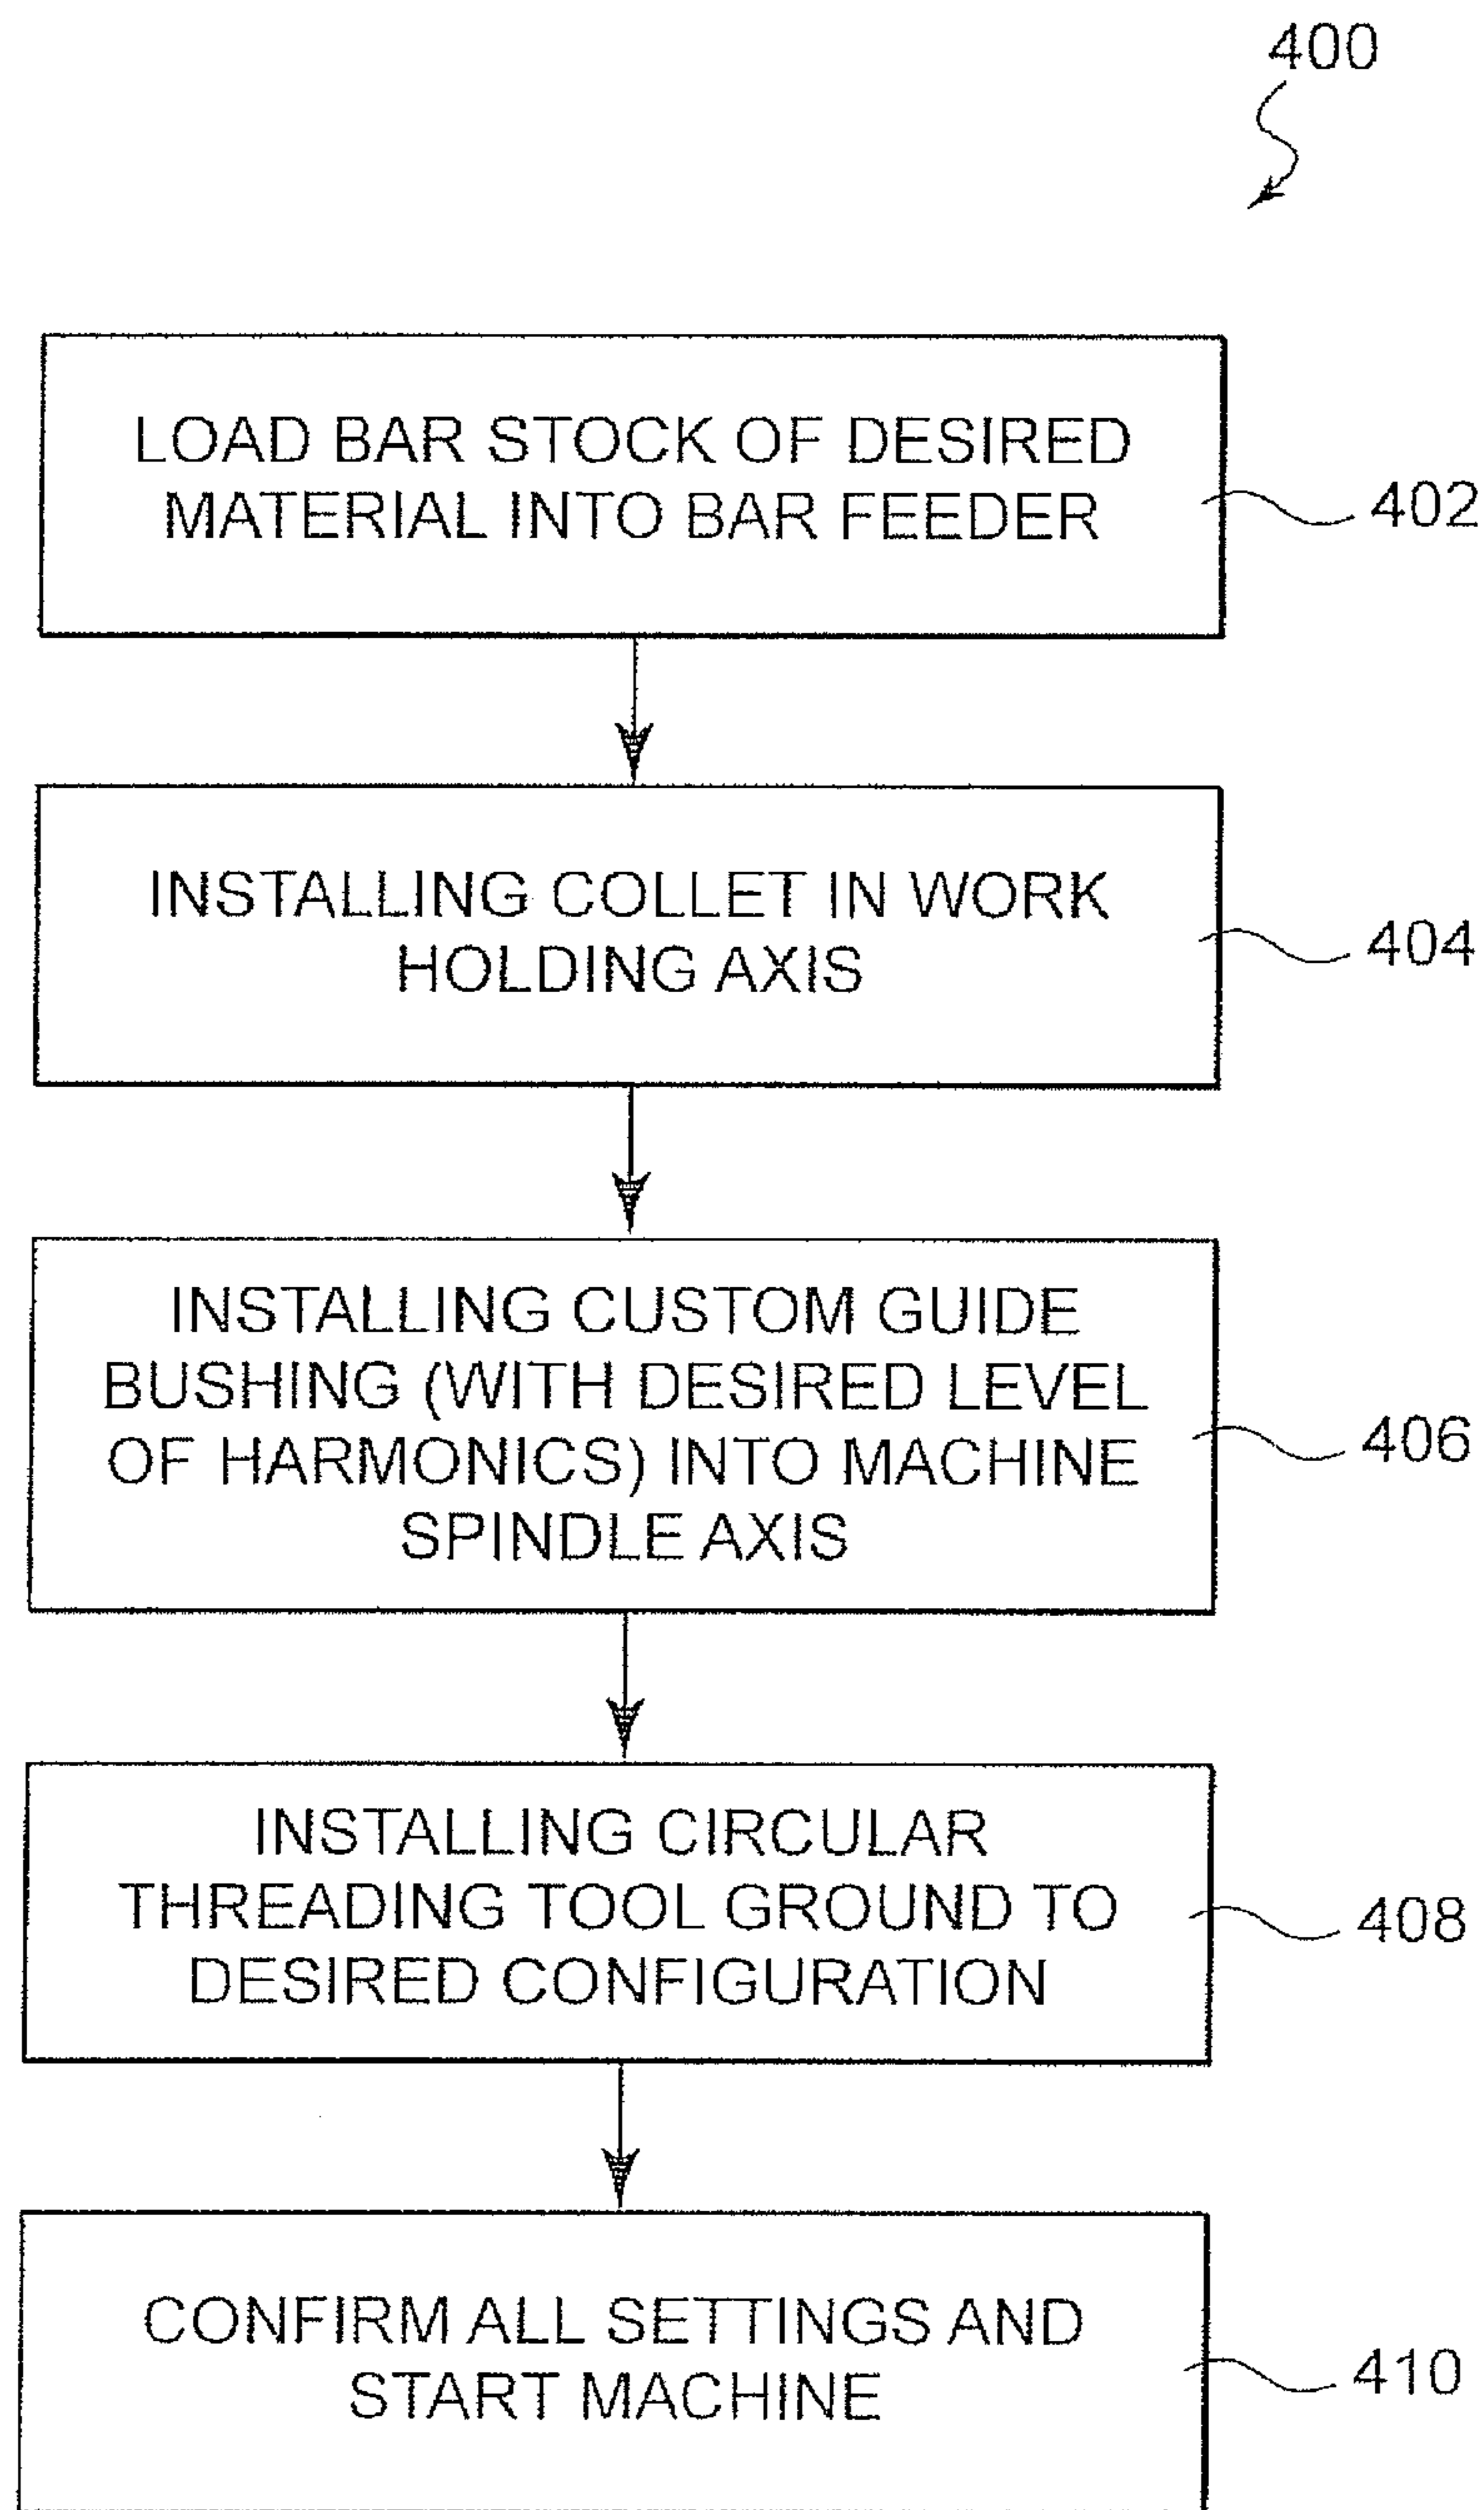 400
LOAD BAR STOCK OF DESIRED
MATERIAL INTO BAR FEEDER
402
INSTALLING COLLET IN WORK
HOLDING AXIS
404
INSTALLING CUSTOM GUIDE
BUSHING (WITH DESIRED LEVEL
OF HARMONICS) INTO MACHINE
SPINDLE AXIS
406
INSTALLING CIRCULAR
THREADING TOOL GROUND TO
DESIRED CONFIGURATION
408
CONFIRM ALL SETTINGS AND
START MACHINE
410